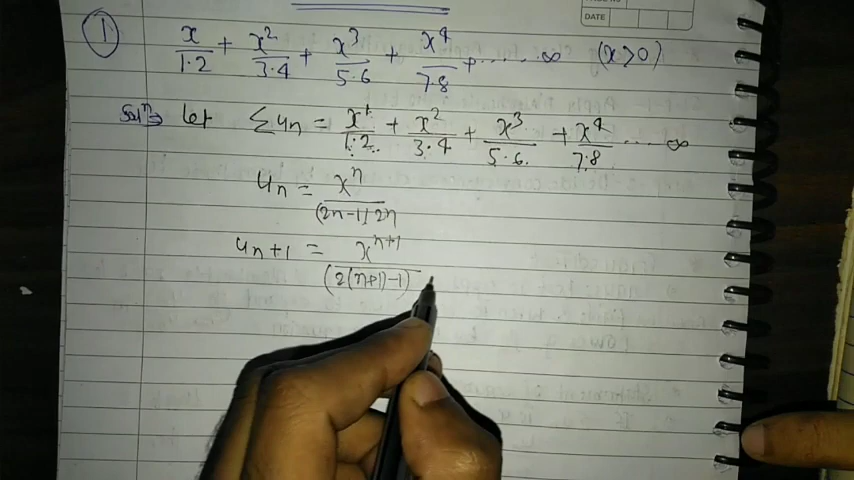 DATE
① x/1·2 + x²/3·4 + x³/5·6 + x⁴/7·8 + ...... ∞ (x>0)
Solⁿ⇒ let Σuₙ = x¹/1·2 + x²/3·4 + x³/5·6 + x⁴/7·8 .... ∞
uₙ = xⁿ/(2n-1)2n
uₙ₊₁ = xⁿ⁺¹/(2(n+1)-1)